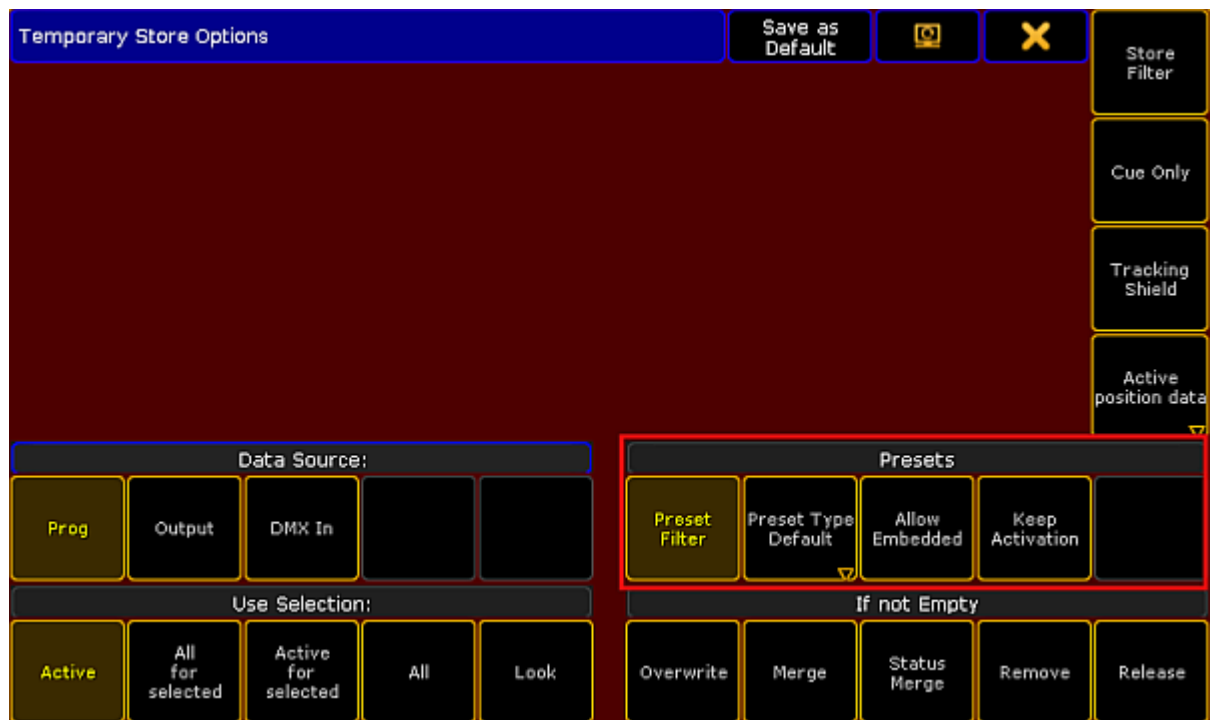 Temporary Store Options
Save as
Default
Store
Filter
Cue Only
Tracking
Shield
Active
position data
Data Source:
Prog
Output
DMX In
Presets
Preset
Filter
Preset Type
Default
Allow
Embedded
Keep
Activation
Use Selection:
Active
All
for
selected
Active
for
selected
All
Look
If not Empty
Overwrite
Merge
Status
Merge
Remove
Release